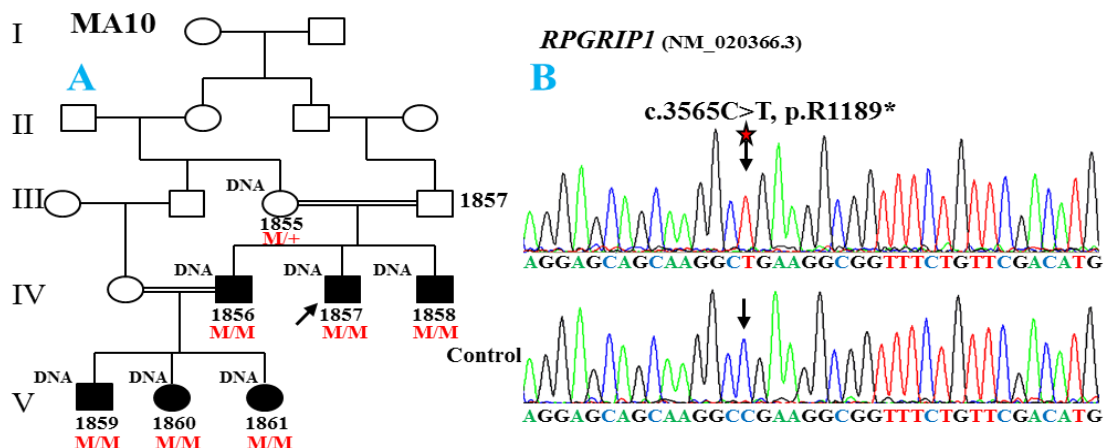 MA10
A
I
II
III
IV
V
DNA
1855
M/+
1857
DNA
1856
M/M
DNA
1857
M/M
DNA
1858
M/M
DNA
1859
M/M
DNA
1860
M/M
DNA
1861
M/M
RPGRIP1 (NM_020366.3)
B
c.3565C>T, p.R1189*
AGGAGCAGCAAGGCTGAAGGCGGTTTCTGTTCGACATG
Control
AGGAGCAGCAAGGCCGAAGGCGGTTTCTGTTCGACATG